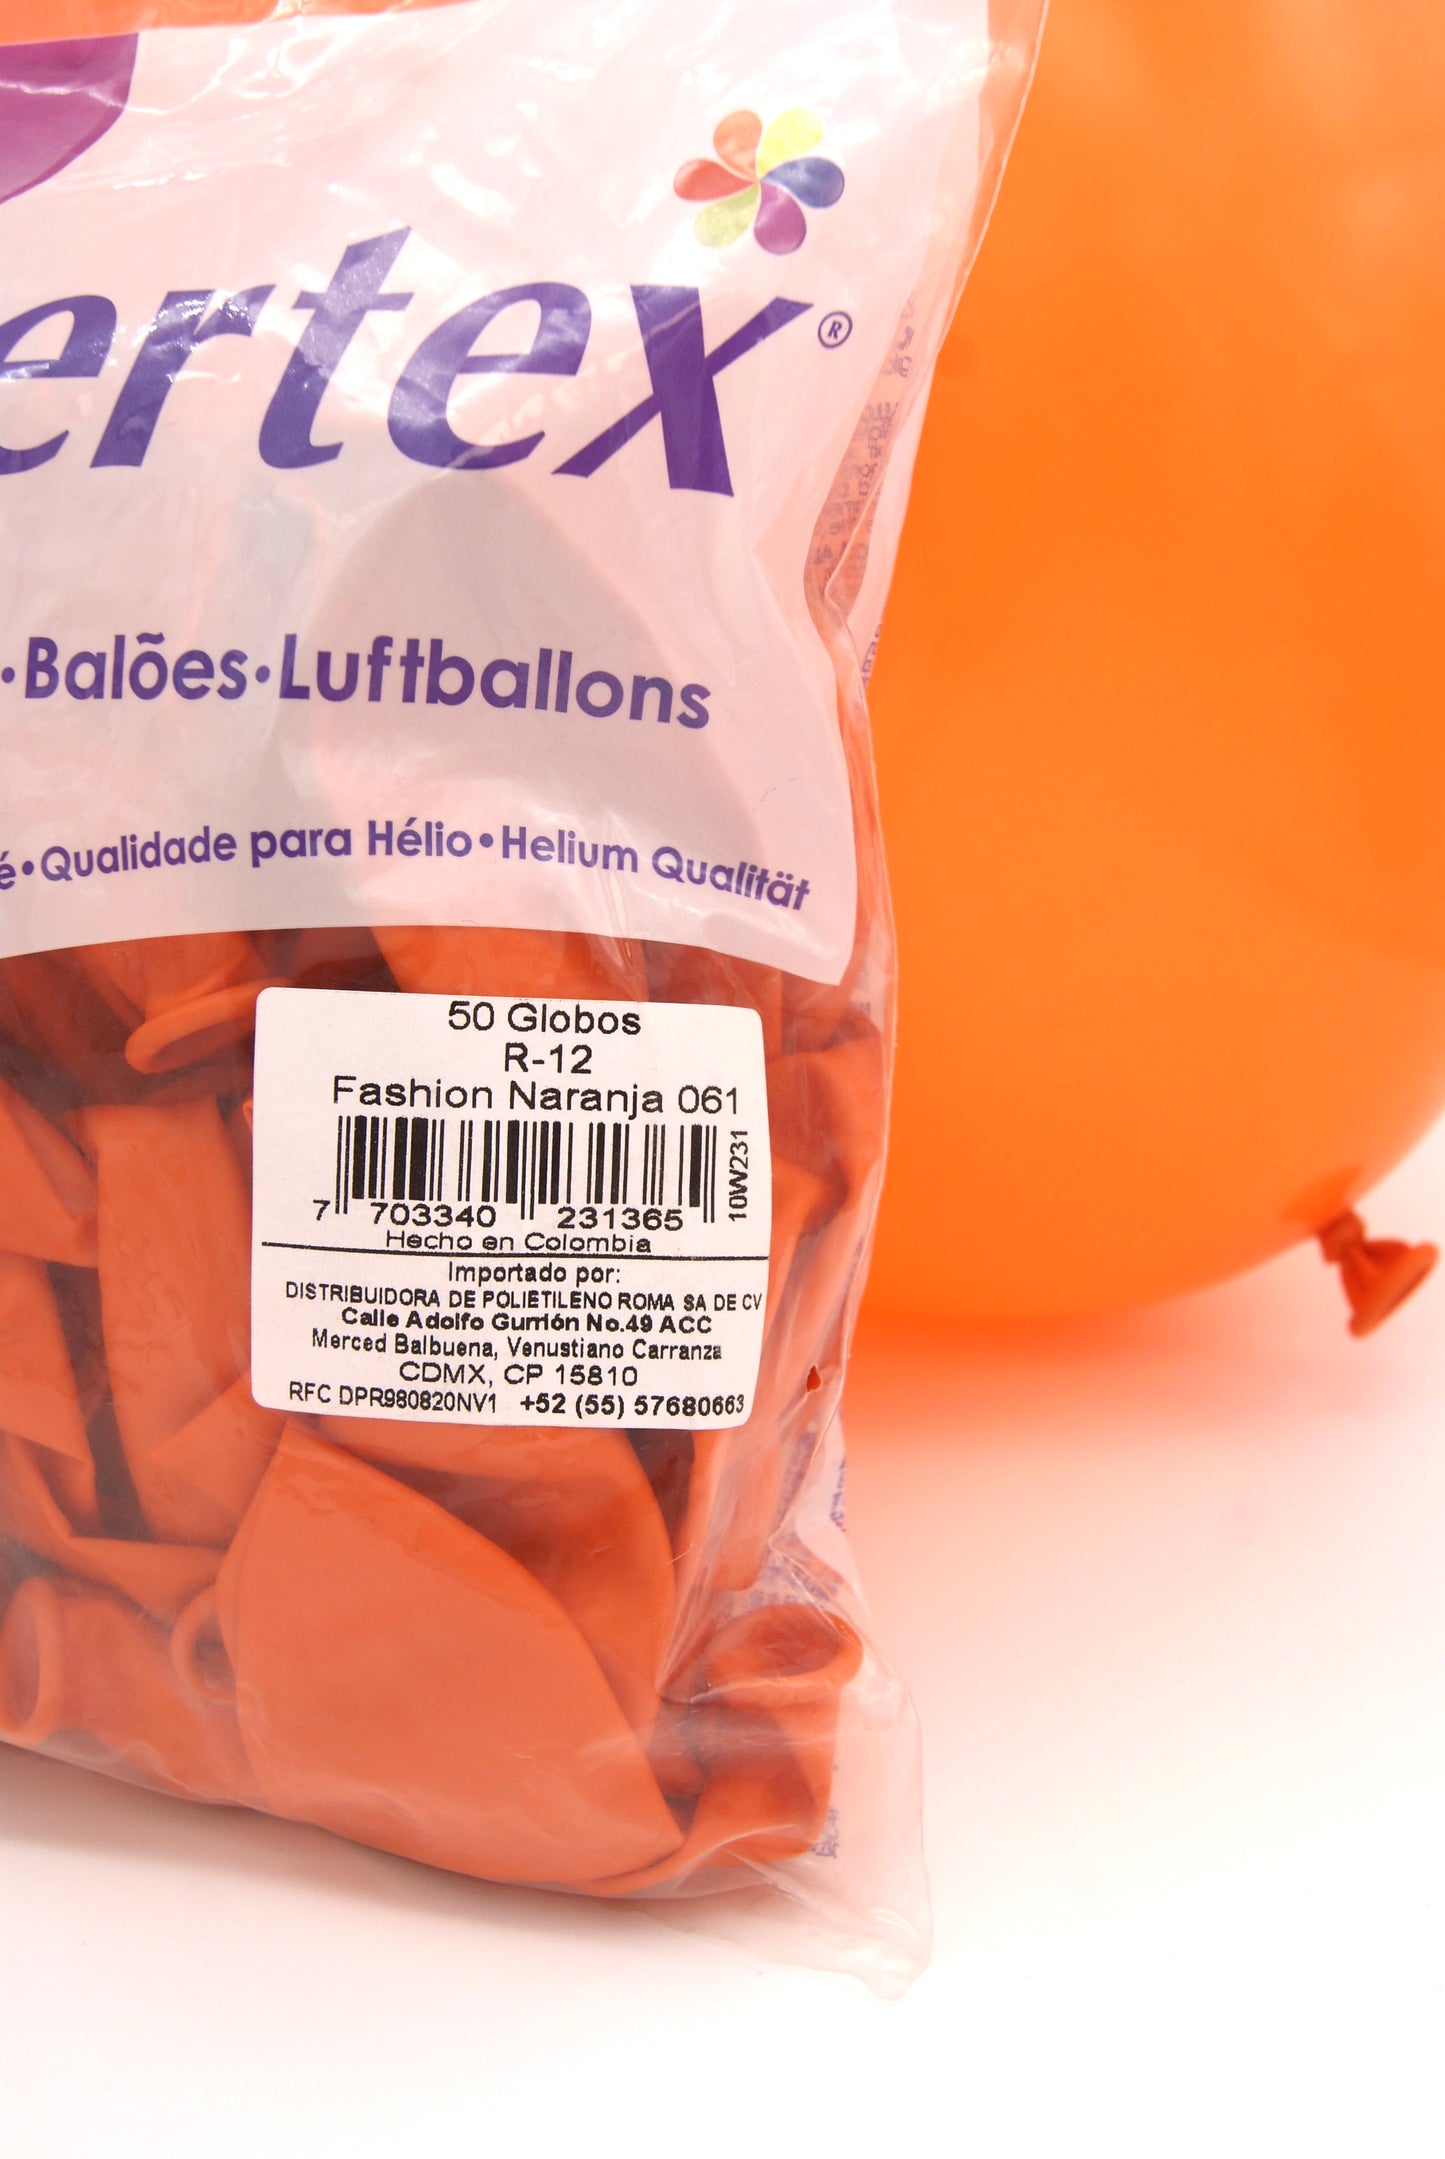 ertex®
•Balões•Luftballons
é•Qualidade para Hélio•Helium Qualität
50 Globos
R-12
Fashion Naranja 061
10W231
7 703340 231365
Hecho en Colombia
Importado por:
DISTRIBUIDORA DE POLIETILENO ROMA SA DE CV
Calle Adolfo Gurrión No.49 ACC
Merced Balbuena, Venustiano Carranza
CDMX, CP 15810
RFC DPR980820NV1 +52 (55) 57680663